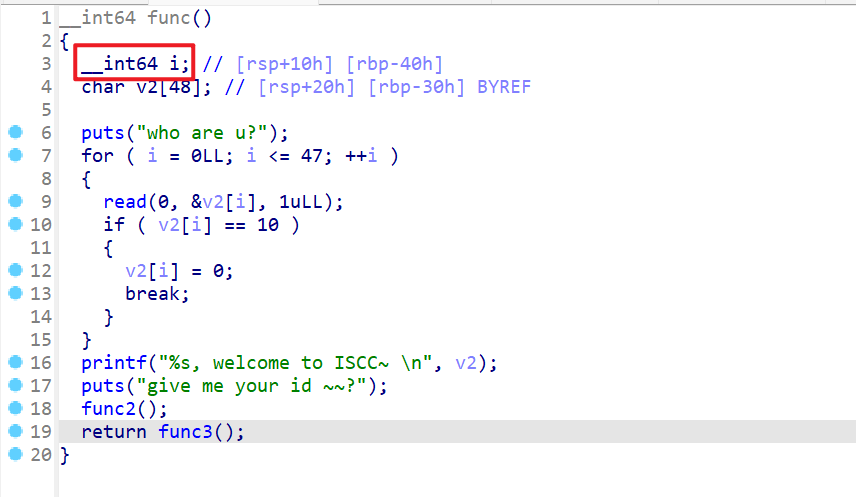 1 __int64 func()
2 {
3 __int64 i; // [rsp+10h] [rbp-40h]
4 char v2[48]; // [rsp+20h] [rbp-30h] BYREF
5
6 puts("who are u?");
7 for ( i = 0LL; i <= 47; ++i )
8 {
9 read(0, &v2[i], 1uLL);
10 if ( v2[i] == 10 )
11 {
12 v2[i] = 0;
13 break;
14 }
15 }
16 printf("%s, welcome to ISCC~ \n", v2);
17 puts("give me your id ~~?");
18 func2();
19 return func3();
20 }